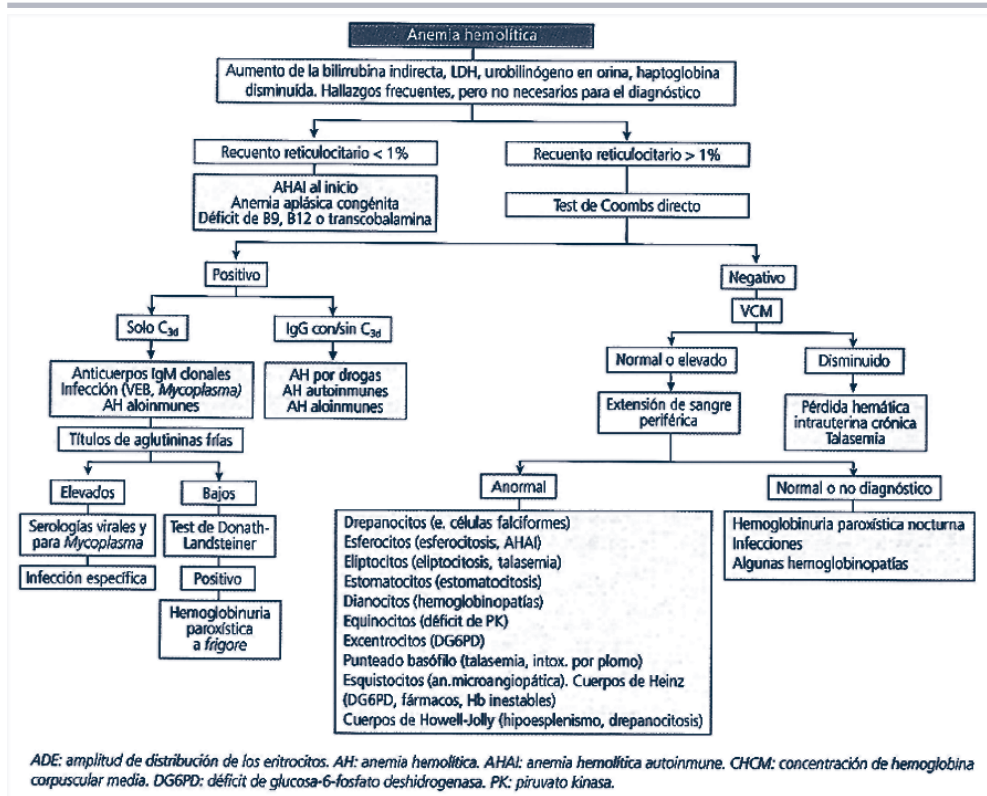 Anemia hemolítica
Aumento de la bilirrubina indirecta, LDH, urobilinógeno en orina, haptoglobina
disminuída. Hallazgos frecuentes, pero no necesarios para el diagnóstico
Recuento reticulocitario < 1%
Recuento reticulocitario > 1%
AHAI al inicio
Anemia aplásica congénita
Déficit de B9, B12 o transcobalamina
Test de Coombs directo
Positivo
Negativo
VCM
Solo C3d
IgG con/sin C3d
Anticuerpos IgM clonales
Infección (VEB, Mycoplasma)
AH aloinmunes
AH por drogas
AH autoinmunes
AH aloinmunes
Normal o elevado
Disminuido
Extensión de sangre
periférica
Pérdida hemática
intrauterina crónica
Talasemia
Títulos de aglutininas frías
Elevados
Bajos
Serologías virales y
para Mycoplasma
Test de Donath-
Landsteiner
Infección específica
Positivo
Hemoglobinuria
paroxística
a frigore
Anormal
Normal o no diagnóstico
Drepanocitos (e. células falciformes)
Esferocitos (esferocitosis, AHAI)
Eliptocitos (eliptocitosis, talasemia)
Estomatocitos (estomatocitosis)
Dianocitos (hemoglobinopatías)
Equinocitos (déficit de PK)
Excentrocitos (DG6PD)
Punteado basófilo (talasemia, intox. por plomo)
Esquistocitos (an.microangiopática). Cuerpos de Heinz
(DG6PD, fármacos, Hb inestables)
Cuerpos de Howell-Jolly (hipoesplenismo, drepanocitosis)
Hemoglobinuria paroxística nocturna
Infecciones
Algunas hemoglobinopatías
ADE: amplitud de distribución de los eritrocitos. AH: anemia hemolítica. AHAI: anemia hemolítica autoinmune. CHCM: concentración de hemoglobina
corpuscular media. DG6PD: déficit de glucosa-6-fosfato deshidrogenasa. PK: piruvato kinasa.